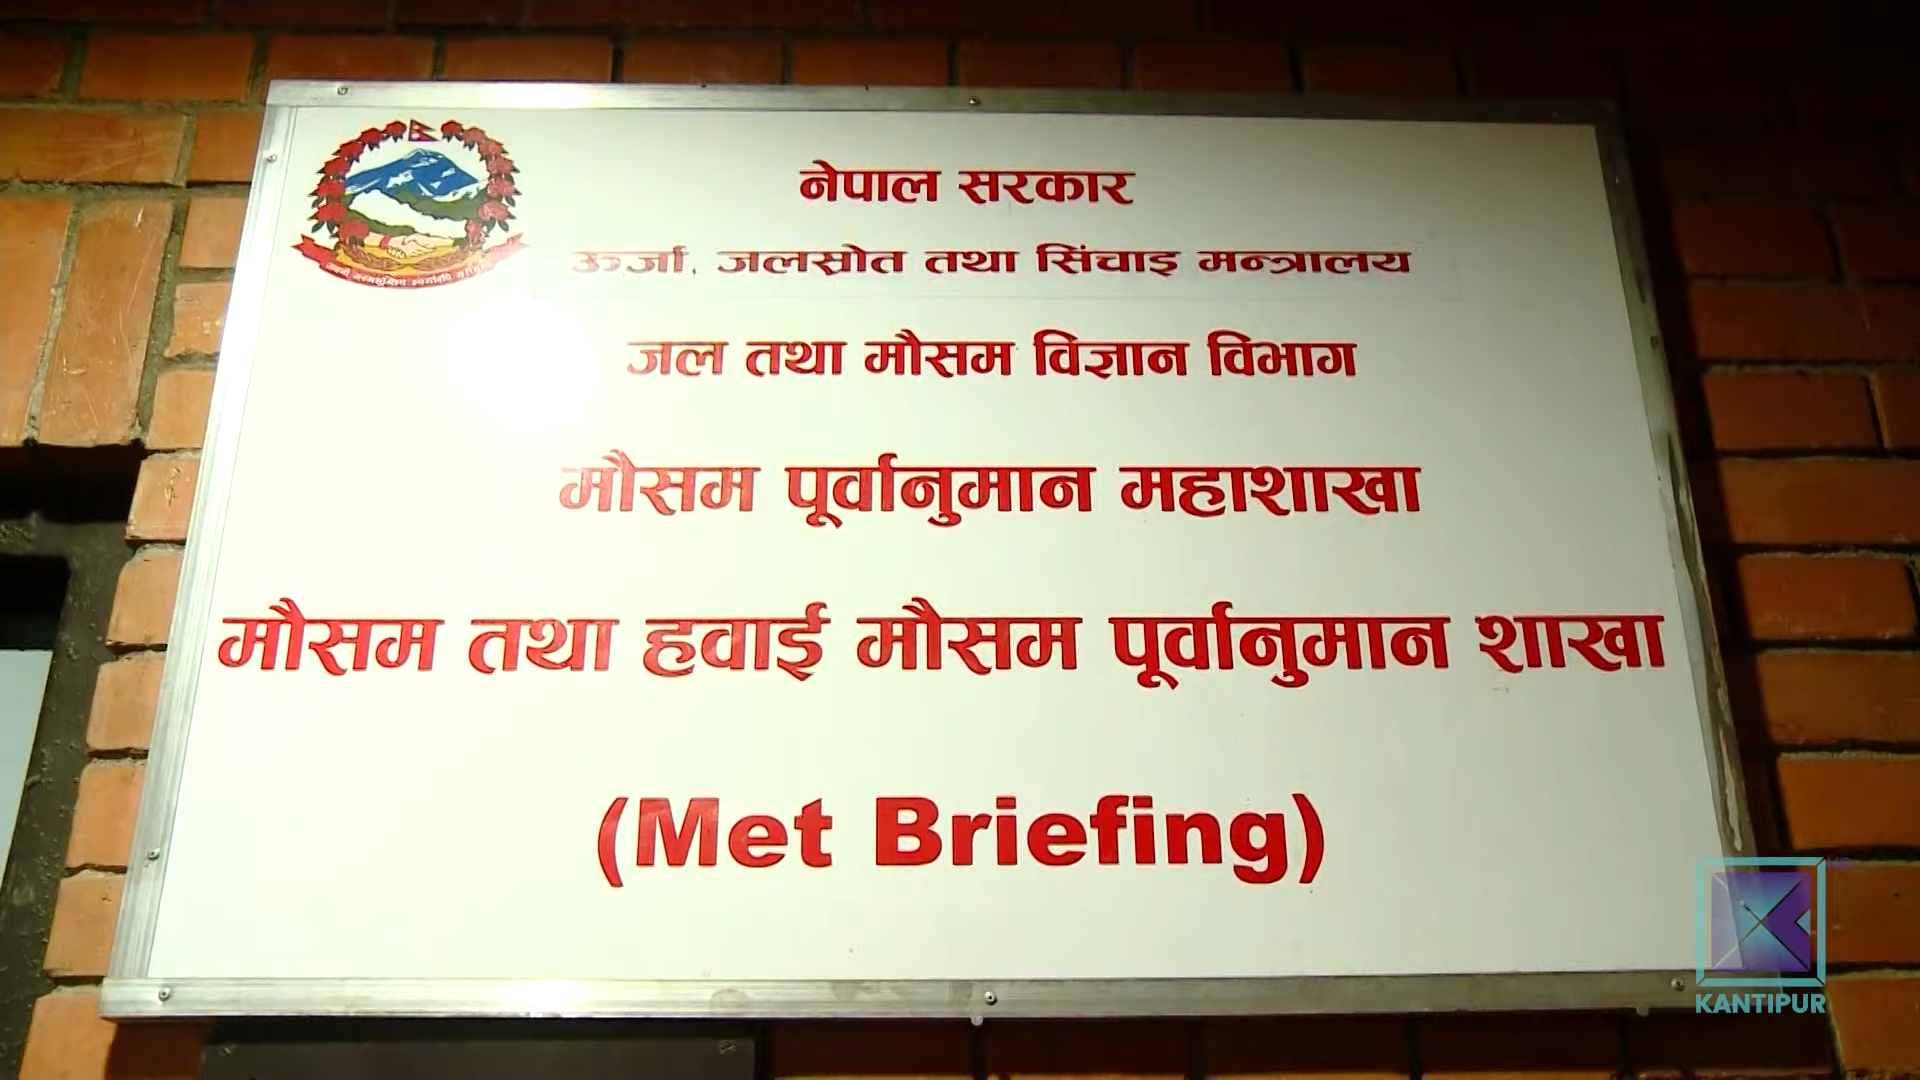 नेपाल सरकार
ऊर्जा, जलस्रोत तथा सिंचाइ मन्त्रालय
जल तथा मौसम विज्ञान विभाग
मौसम पूर्वानुमान महाशाखा
मौसम तथा हवाई मौसम पूर्वानुमान शाखा
(Met Briefing)
KANTIPUR